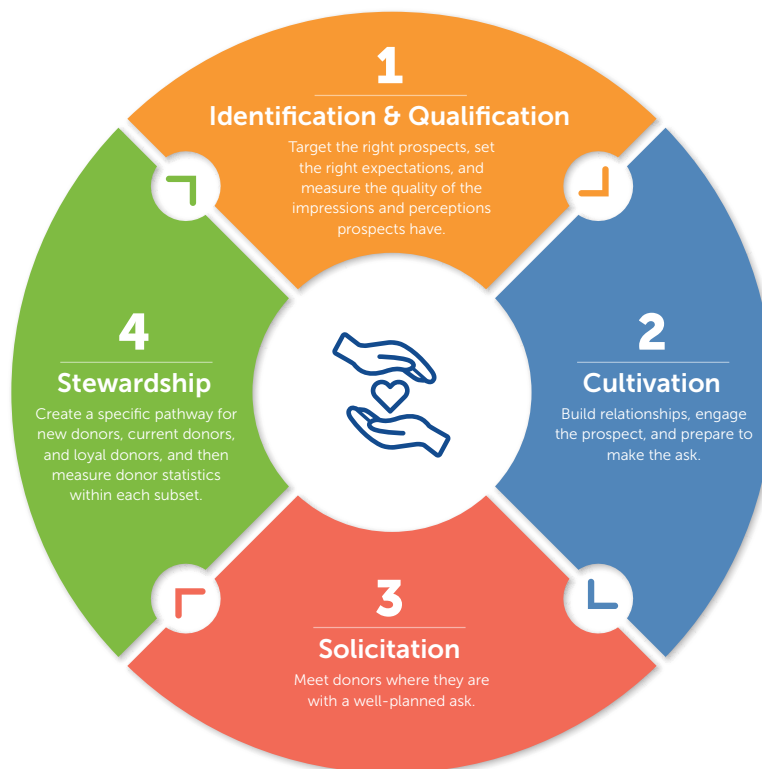 1
Identification & Qualification
Target the right prospects, set
the right expectations, and
measure the quality of the
impressions and perceptions
prospects have.
2
Cultivation
Build relationships, engage
the prospect, and prepare to
make the ask.
3
Solicitation
Meet donors where they are
with a well-planned ask.
4
Stewardship
Create a specific pathway for
new donors, current donors,
and loyal donors, and then
measure donor statistics
within each subset.